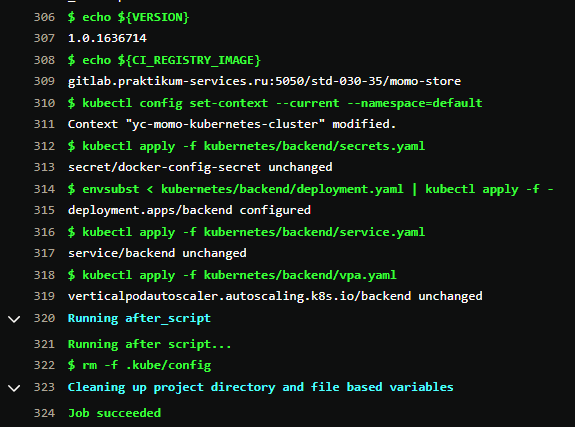 306 $ echo ${VERSION}
307 1.0.1636714
308 $ echo ${CI_REGISTRY_IMAGE}
309 gitlab.praktikum-services.ru:5050/std-030-35/momo-store
310 $ kubectl config set-context --current --namespace=default
311 Context "yc-momo-kubernetes-cluster" modified.
312 $ kubectl apply -f kubernetes/backend/secrets.yaml
313 secret/docker-config-secret unchanged
314 $ envsubst < kubernetes/backend/deployment.yaml | kubectl apply -f -
315 deployment.apps/backend configured
316 $ kubectl apply -f kubernetes/backend/service.yaml
317 service/backend unchanged
318 $ kubectl apply -f kubernetes/backend/vpa.yaml
319 verticalpodautoscaler.autoscaling.k8s.io/backend unchanged
320 Running after_script
321 Running after script...
322 $ rm -f .kube/config
323 Cleaning up project directory and file based variables
324 Job succeeded